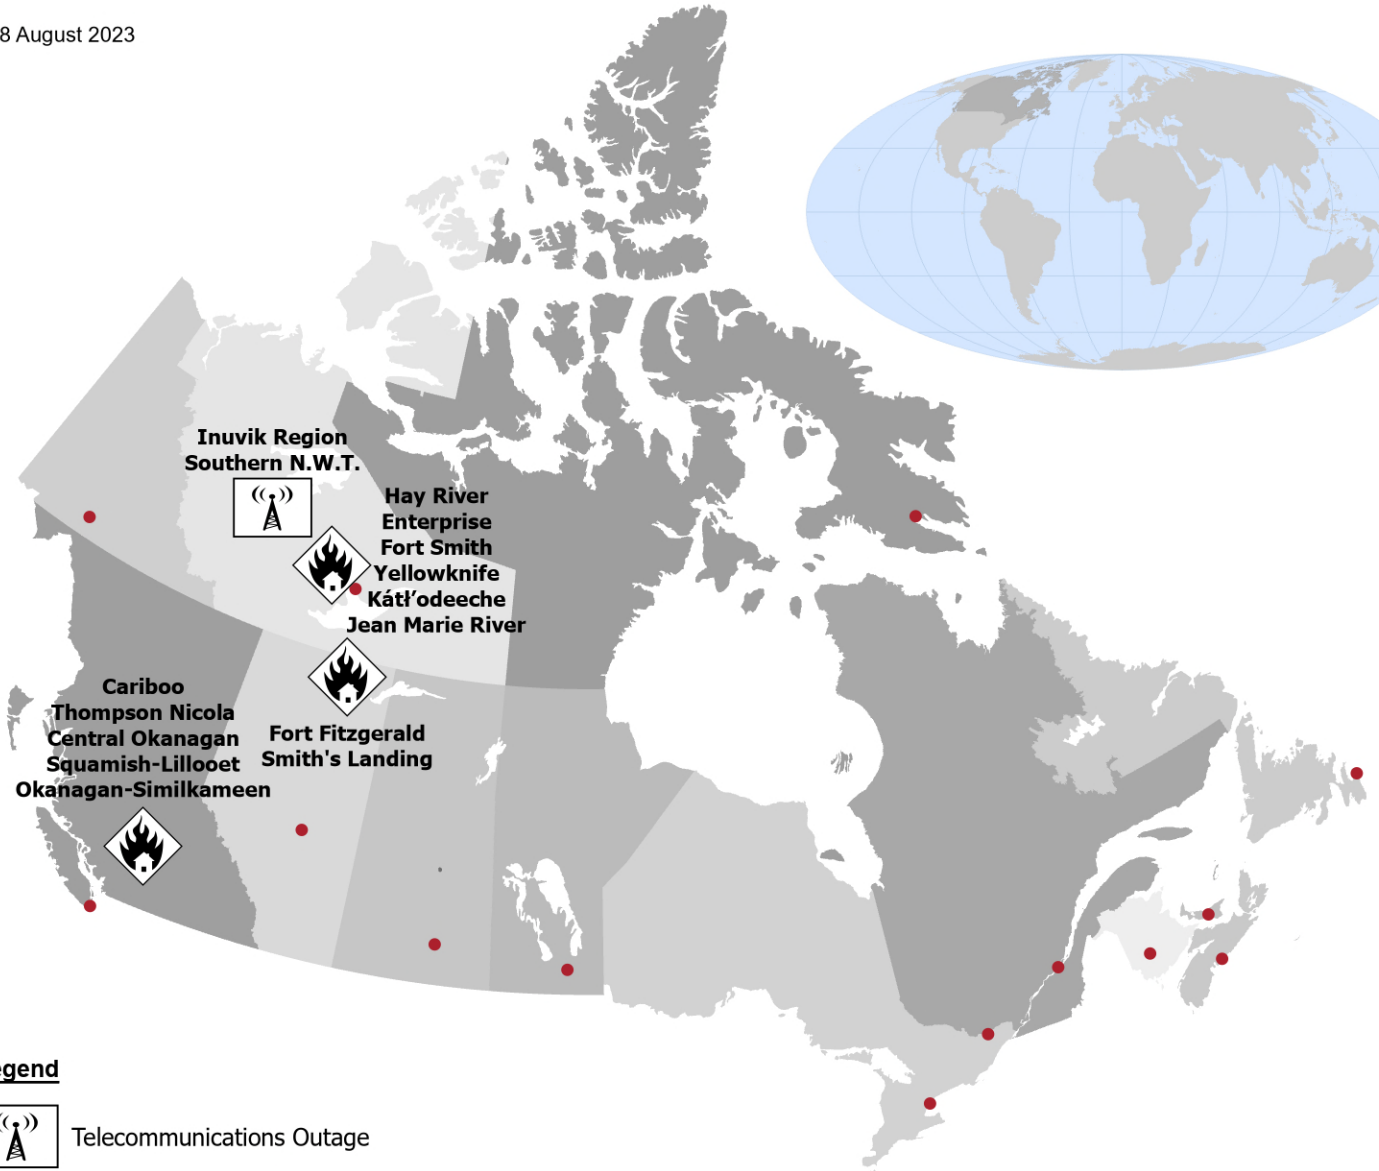 8 August 2023
Inuvik Region
Southern N.W.T.
Hay River
Enterprise
Fort Smith
Yellowknife
Kátł’odeeche
Jean Marie River
Cariboo
Thompson Nicola
Central Okanagan
Squamish-Lillooet
Okanagan-Similkameen
Fort Fitzgerald
Smith's Landing
egend
Telecommunications Outage